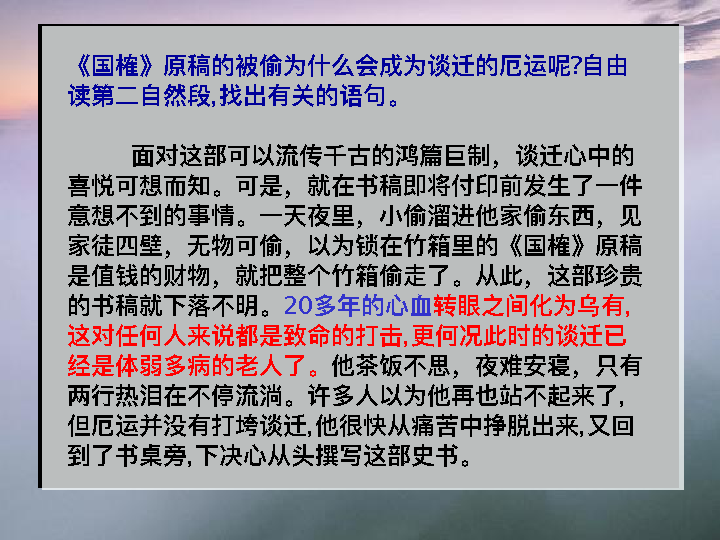 《国榷》原稿的被偷为什么会成为谈迁的厄运呢?自由
读第二自然段,找出有关的语句。
面对这部可以流传千古的鸿篇巨制，谈迁心中的
喜悦可想而知。可是，就在书稿即将付印前发生了一件
意想不到的事情。一天夜里，小偷溜进他家偷东西，见
家徒四壁，无物可偷，以为锁在竹箱里的《国榷》原稿
是值钱的财物，就把整个竹箱偷走了。从此，这部珍贵
的书稿就下落不明。20多年的心血转眼之间化为乌有,
这对任何人来说都是致命的打击,更何况此时的谈迁已
经是体弱多病的老人了。他茶饭不思，夜难安寝，只有
两行热泪在不停流淌。许多人以为他再也站不起来了,
但厄运并没有打垮谈迁,他很快从痛苦中挣脱出来,又回
到了书桌旁,下决心从头撰写这部史书。